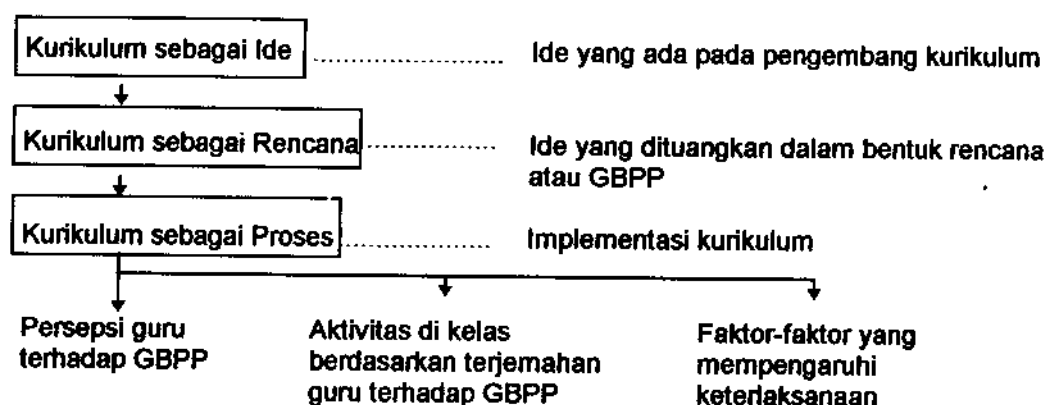 Kurikulum sebagai Ide ........................ Ide yang ada pada pengembang kurikulum
Kurikulum sebagai Rencana ................. Ide yang dituangkan dalam bentuk rencana
atau GBPP
Kurikulum sebagai Proses ................... Implementasi kurikulum
Persepsi guru
terhadap GBPP
Aktivitas di kelas
berdasarkan terjemahan
guru terhadap GBPP
Faktor-faktor yang
mempengaruhi
keterlaksanaan